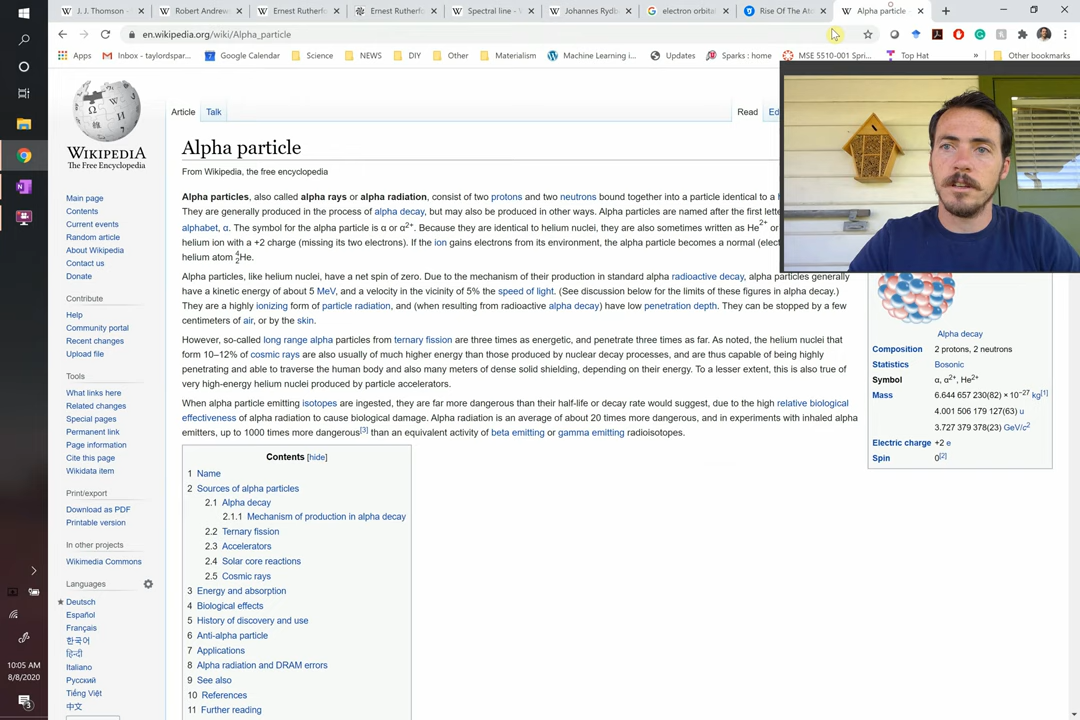 J. J. Thomson -
Robert Andrew
Ernest Rutherf
Ernest Rutherf
Spectral line - W
Johannes Rydb
electron orbita
Rise Of The At
Alpha particle
en.wikipedia.org/wiki/Alpha_particle
Apps
Inbox - taylordspar...
Google Calendar
Science
NEWS
DIY
Other
Materialism
Machine Learning i...
Updates
Sparks : home
MSE 5510-001 Spri...
Top Hat
»
Other bookmarks
WIKIPEDIA
The Free Encyclopedia
Main page
Contents
Current events
Random article
About Wikipedia
Contact us
Donate
Contribute
Help
Community portal
Recent changes
Upload file
Tools
What links here
Related changes
Special pages
Permanent link
Page information
Cite this page
Wikidata item
Print/export
Download as PDF
Printable version
In other projects
Wikimedia Commons
Languages
Deutsch
Español
Français
한국어
हिन्दी
Italiano
Русский
Tiếng Việt
中文
Article
Talk
Read
Ed
Alpha particle
From Wikipedia, the free encyclopedia
Alpha particles, also called alpha rays or alpha radiation, consist of two protons and two neutrons bound together into a particle identical to a h
They are generally produced in the process of alpha decay, but may also be produced in other ways. Alpha particles are named after the first lette
alphabet, α. The symbol for the alpha particle is α or α2+. Because they are identical to helium nuclei, they are also sometimes written as He2+ or
helium ion with a +2 charge (missing its two electrons). If the ion gains electrons from its environment, the alpha particle becomes a normal (elect
helium atom 42He.
Alpha particles, like helium nuclei, have a net spin of zero. Due to the mechanism of their production in standard alpha radioactive decay, alpha particles generally
have a kinetic energy of about 5 MeV, and a velocity in the vicinity of 5% the speed of light. (See discussion below for the limits of these figures in alpha decay.)
They are a highly ionizing form of particle radiation, and (when resulting from radioactive alpha decay) have low penetration depth. They can be stopped by a few
centimeters of air, or by the skin.
However, so-called long range alpha particles from ternary fission are three times as energetic, and penetrate three times as far. As noted, the helium nuclei that
form 10–12% of cosmic rays are also usually of much higher energy than those produced by nuclear decay processes, and are thus capable of being highly
penetrating and able to traverse the human body and also many meters of dense solid shielding, depending on their energy. To a lesser extent, this is also true of
very high-energy helium nuclei produced by particle accelerators.
When alpha particle emitting isotopes are ingested, they are far more dangerous than their half-life or decay rate would suggest, due to the high relative biological
effectiveness of alpha radiation to cause biological damage. Alpha radiation is an average of about 20 times more dangerous, and in experiments with inhaled alpha
emitters, up to 1000 times more dangerous[3] than an equivalent activity of beta emitting or gamma emitting radioisotopes.
Contents [hide]
1 Name
2 Sources of alpha particles
2.1 Alpha decay
2.1.1 Mechanism of production in alpha decay
2.2 Ternary fission
2.3 Accelerators
2.4 Solar core reactions
2.5 Cosmic rays
3 Energy and absorption
4 Biological effects
5 History of discovery and use
6 Anti-alpha particle
7 Applications
8 Alpha radiation and DRAM errors
9 See also
10 References
11 Further reading
Alpha decay
Composition 2 protons, 2 neutrons
Statistics Bosonic
Symbol α, α2+, He2+
Mass 6.644 657 230(82) × 10−27 kg[1]
4.001 506 179 127(63) u
3.727 379 378(23) GeV/c2
Electric charge +2 e
Spin 0[2]
10:05 AM
8/8/2020
3